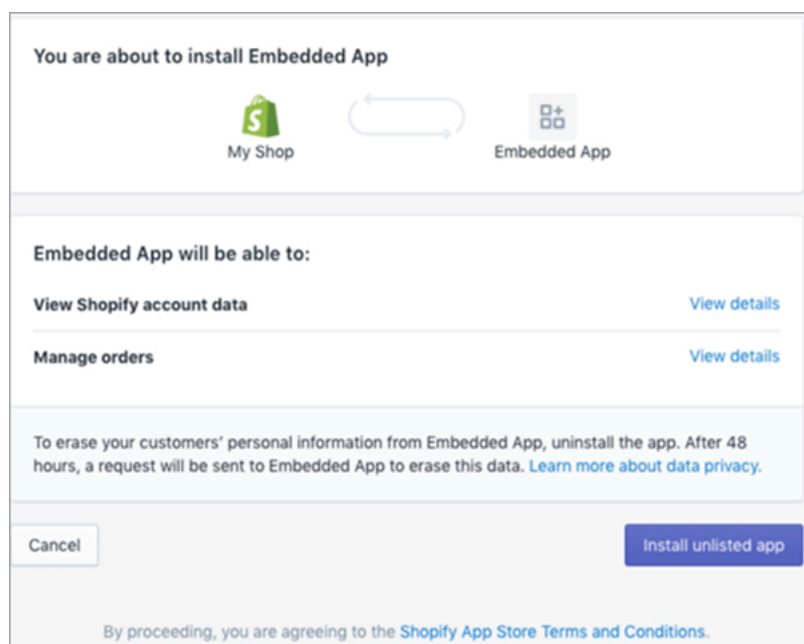 You are about to install Embedded App
My Shop
Embedded App
Embedded App will be able to:
View Shopify account data View details
Manage orders View details
To erase your customers’ personal information from Embedded App, uninstall the app. After 48
hours, a request will be sent to Embedded App to erase this data. Learn more about data privacy.
Cancel
Install unlisted app
By proceeding, you are agreeing to the Shopify App Store Terms and Conditions.